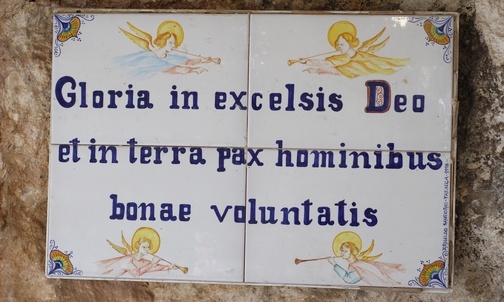 Gloria in excelsis Deo
et in terra pax hominibus
bonae voluntatis